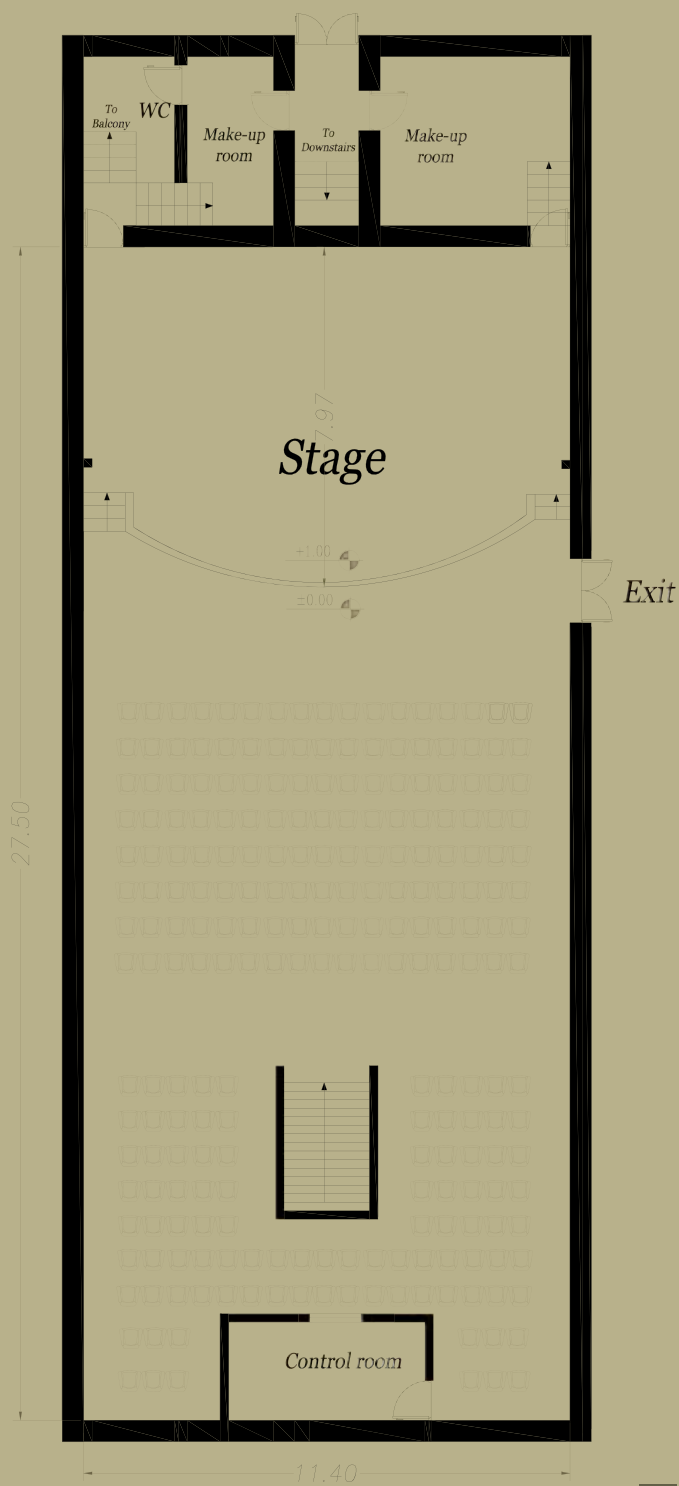 To
Balcony
WC
Make-up
room
To
Downstairs
Make-up
room
7.97
Stage
+1.00
±0.00
Exit
27.50
Control room
11.40